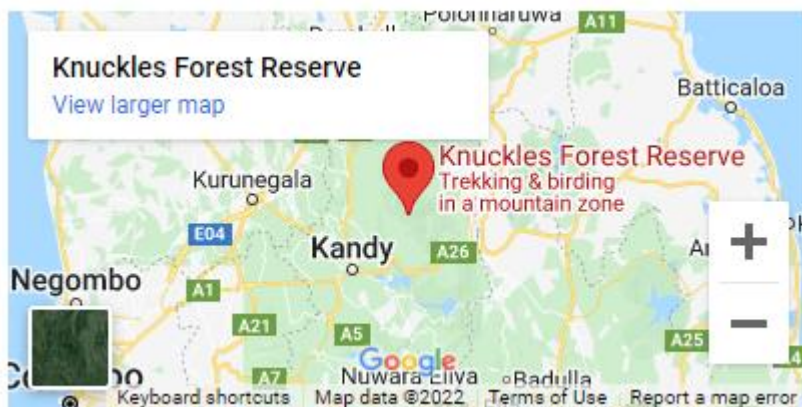 Polonnaruwa
A11
Knuckles Forest Reserve
View larger map
Batticaloa
Knuckles Forest Reserve
Trekking & birding
in a mountain zone
Kurunegala
E04
Kandy
A26
+
Negombo
A1
−
A21
A5
A25
Google
A7
Nuwara Eliya
Badulla
Keyboard shortcuts
Map data ©2022
Terms of Use
Report a map error